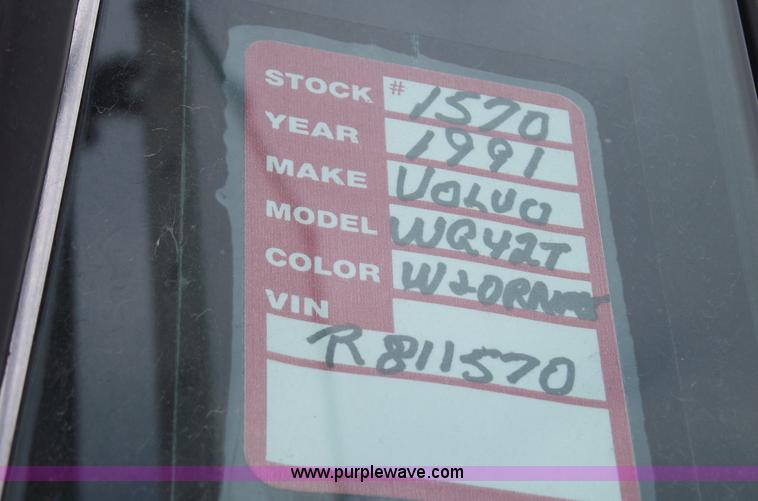 STOCK # 1570
YEAR 1991
MAKE VOLVO
MODEL WQ42T
COLOR
VIN
R811570
www.purplewave.com